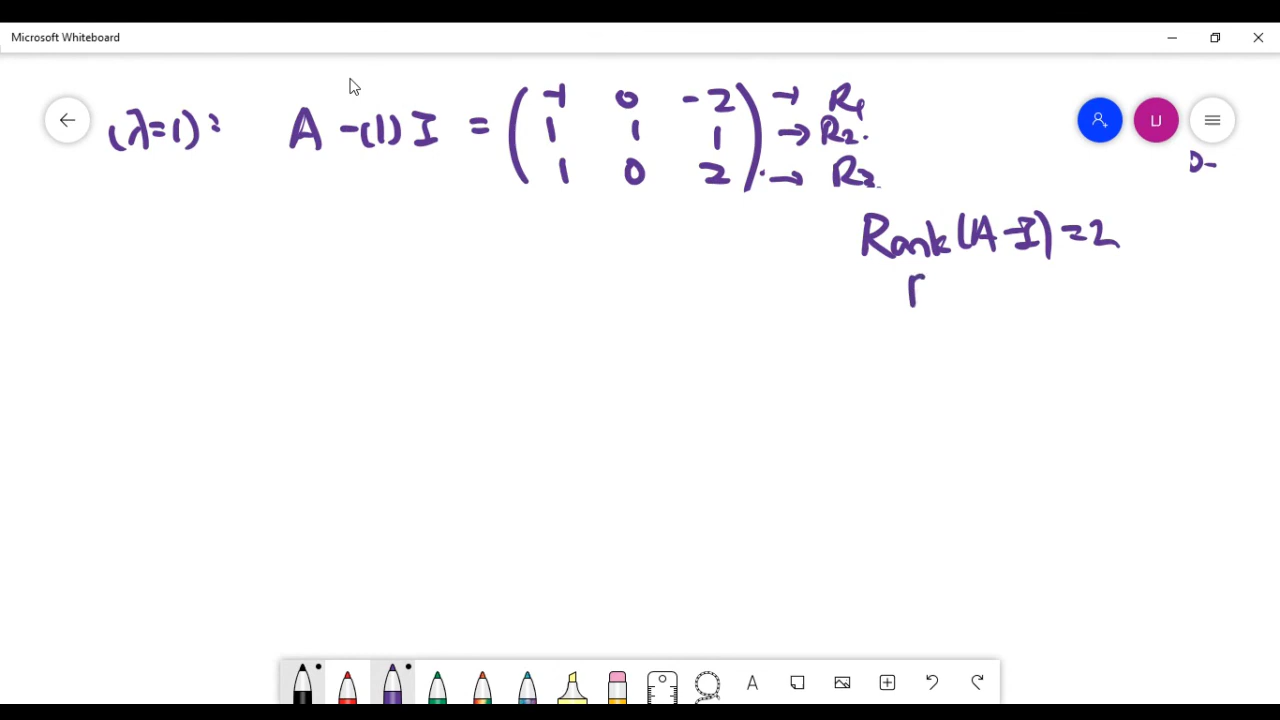 Microsoft Whiteboard
(λ=1): A -(1) I = ( -1 0 -2 ) → R1
1 1 1 → R2.
1 0 2 . → R3
D-
Rank (A-I) = 2
r
U
A